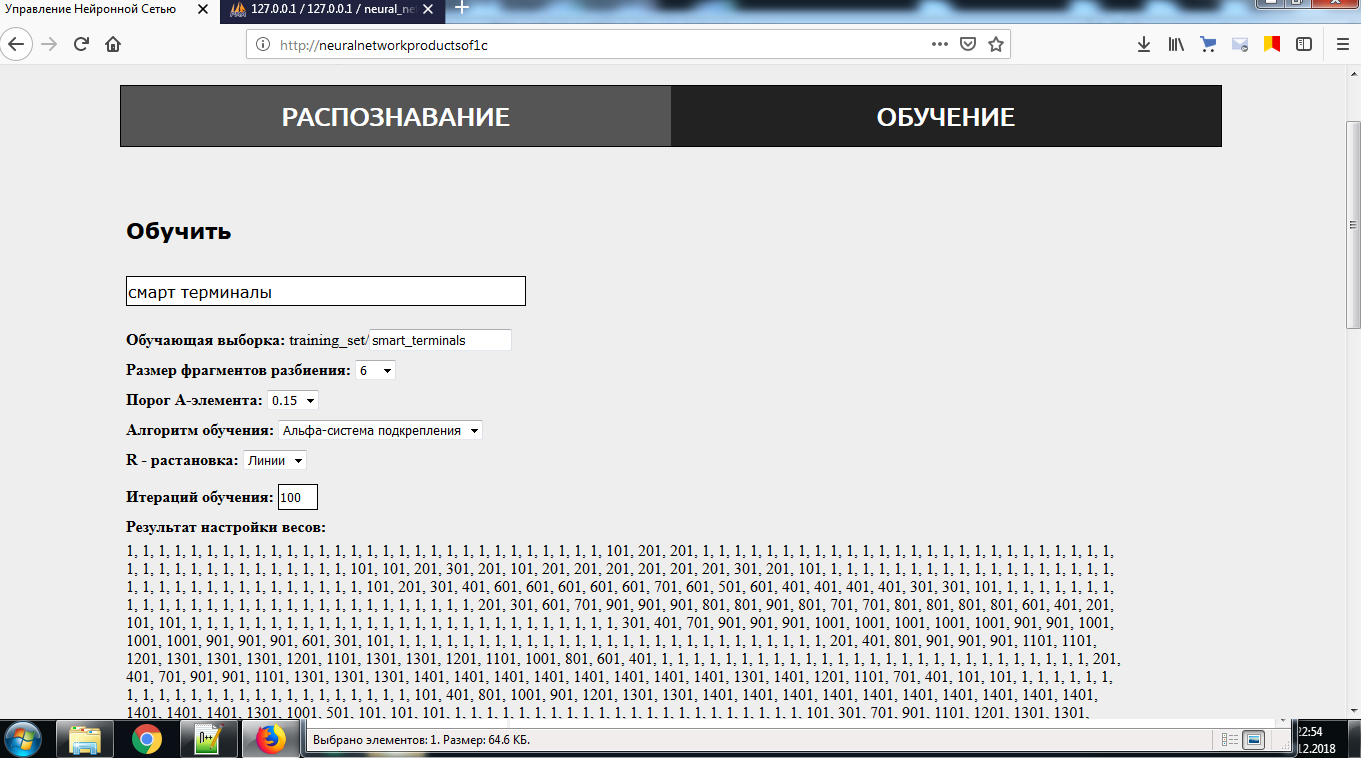 Управление Нейронной Сетью
127.0.0.1 / 127.0.0.1 / neural_ne
http://neuralnetworkproductsof1c
РАСПОЗНАВАНИЕ
ОБУЧЕНИЕ
Обучить
смарт терминалы
Обучающая выборка: training_set/smart_terminals
Размер фрагментов разбиения: 6
Порог А-элемента: 0.15
Алгоритм обучения: Альфа-система подкрепления
R - растановка: Линии
Итераций обучения: 100
Результат настройки весов:
1, 1, 1, 1, 1, 1, 1, 1, 1, 1, 1, 1, 1, 1, 1, 1, 1, 1, 1, 1, 1, 1, 1, 1, 1, 1, 1, 1, 1, 1, 101, 201, 201, 1, 1, 1, 1, 1, 1, 1, 1, 1, 1, 1, 1, 1, 1, 1, 1, 1, 1, 1, 1, 1, 1, 1, 1, 1, 1,
1, 1, 1, 1, 1, 1, 1, 1, 1, 1, 1, 1, 1, 1, 101, 101, 201, 301, 201, 101, 201, 201, 201, 201, 201, 201, 301, 201, 101, 1, 1, 1, 1, 1, 1, 1, 1, 1, 1, 1, 1, 1, 1, 1, 1, 1, 1,
1, 1, 1, 1, 1, 1, 1, 1, 1, 1, 1, 1, 1, 1, 1, 101, 201, 301, 401, 601, 601, 601, 601, 601, 701, 601, 501, 601, 401, 401, 401, 401, 301, 301, 101, 1, 1, 1, 1, 1, 1, 1,
1, 1, 1, 1, 1, 1, 1, 1, 1, 1, 1, 1, 1, 1, 1, 1, 1, 1, 1, 1, 1, 1, 201, 301, 601, 701, 901, 901, 901, 801, 801, 901, 801, 701, 701, 801, 801, 801, 801, 601, 401, 201,
101, 101, 1, 1, 1, 1, 1, 1, 1, 1, 1, 1, 1, 1, 1, 1, 1, 1, 1, 1, 1, 1, 1, 1, 1, 1, 1, 1, 1, 301, 401, 701, 901, 901, 901, 1001, 1001, 1001, 1001, 1001, 901, 901, 1001,
1001, 1001, 901, 901, 901, 601, 301, 101, 1, 1, 1, 1, 1, 1, 1, 1, 1, 1, 1, 1, 1, 1, 1, 1, 1, 1, 1, 1, 1, 1, 1, 1, 1, 1, 1, 201, 401, 801, 901, 901, 901, 1101, 1101,
1201, 1301, 1301, 1301, 1201, 1101, 1301, 1301, 1201, 1101, 1001, 801, 601, 401, 1, 1, 1, 1, 1, 1, 1, 1, 1, 1, 1, 1, 1, 1, 1, 1, 1, 1, 1, 1, 1, 1, 1, 1, 1, 1, 1, 201,
401, 701, 901, 901, 1101, 1301, 1301, 1301, 1401, 1401, 1401, 1401, 1401, 1401, 1401, 1301, 1401, 1201, 1101, 701, 401, 101, 101, 1, 1, 1, 1, 1, 1,
1, 1, 1, 1, 1, 1, 1, 1, 1, 1, 1, 1, 1, 1, 1, 1, 1, 1, 101, 401, 801, 1001, 901, 1201, 1301, 1301, 1401, 1401, 1401, 1401, 1401, 1401, 1401, 1401, 1401, 1401,
1401, 1401, 1401, 1301, 1001, 501, 101, 101, 101, 1, 1, 1, 1, 1, 1, 1, 1, 1, 1, 1, 1, 1, 1, 1, 1, 1, 1, 1, 1, 1, 1, 1, 1, 101, 301, 701, 901, 1101, 1201, 1301, 1301,
Выбрано элементов: 1. Размер: 64.6 КБ.
22:54
.12.2018